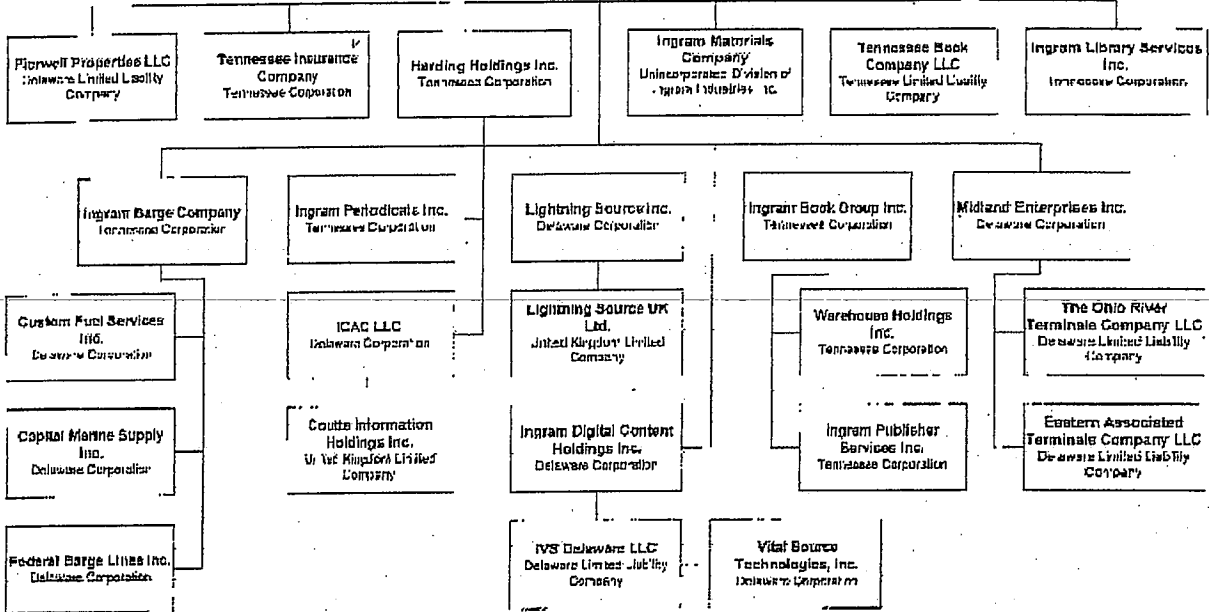 Pierwell Properties LLC
Delaware Limited Liability
Company
Tennessee Insurance
Company
Tennessee Corporation
Harding Holdings Inc.
Tennessee Corporation
Ingram Materials
Company
Unincorporated Division of
Ingram Industries Inc.
Tennessee Book
Company LLC
Tennessee Limited Liability
Company
Ingram Library Services
Inc.
Tennessee Corporation
Ingram Barge Company
Tennessee Corporation
Ingram Periodicals Inc.
Tennessee Corporation
Lightning Source Inc.
Delaware Corporation
Ingram Book Group Inc.
Tennessee Corporation
Midland Enterprises Inc.
Delaware Corporation
Custom Fuel Services
Inc.
Delaware Corporation
ICAC LLC
Delaware Corporation
Lightning Source UK
Ltd.
United Kingdom Limited
Company
Warehouse Holdings
Inc.
Tennessee Corporation
The Ohio River
Terminals Company LLC
Delaware Limited Liability
Company
Capital Marine Supply
Inc.
Delaware Corporation
Coutts Information
Holdings Inc.
United Kingdom Limited
Company
Ingram Digital Content
Holdings Inc.
Delaware Corporation
Ingram Publisher
Services Inc.
Tennessee Corporation
Eastern Associated
Terminals Company LLC
Delaware Limited Liability
Company
Federal Barge Lines Inc.
Delaware Corporation
IVS Delaware LLC
Delaware Limited Liability
Company
Vital Source
Technologies, Inc.
Delaware Corporation